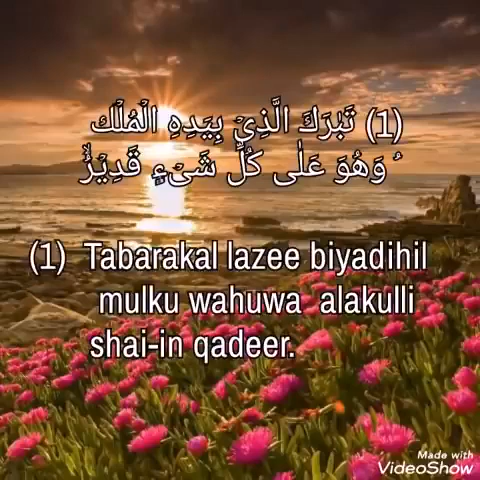 (1) تَبٰرَكَ الَّذِىۡ بِيَدِهِ الۡمُلۡك
ُ وَهُوَ عَلٰى كُلِّ شَىۡءٍ قَدِيۡرُۙ
(1) Tabarakal lazee biyadihil
mulku wahuwa alakulli
shai-in qadeer.
Made with
VideoShow